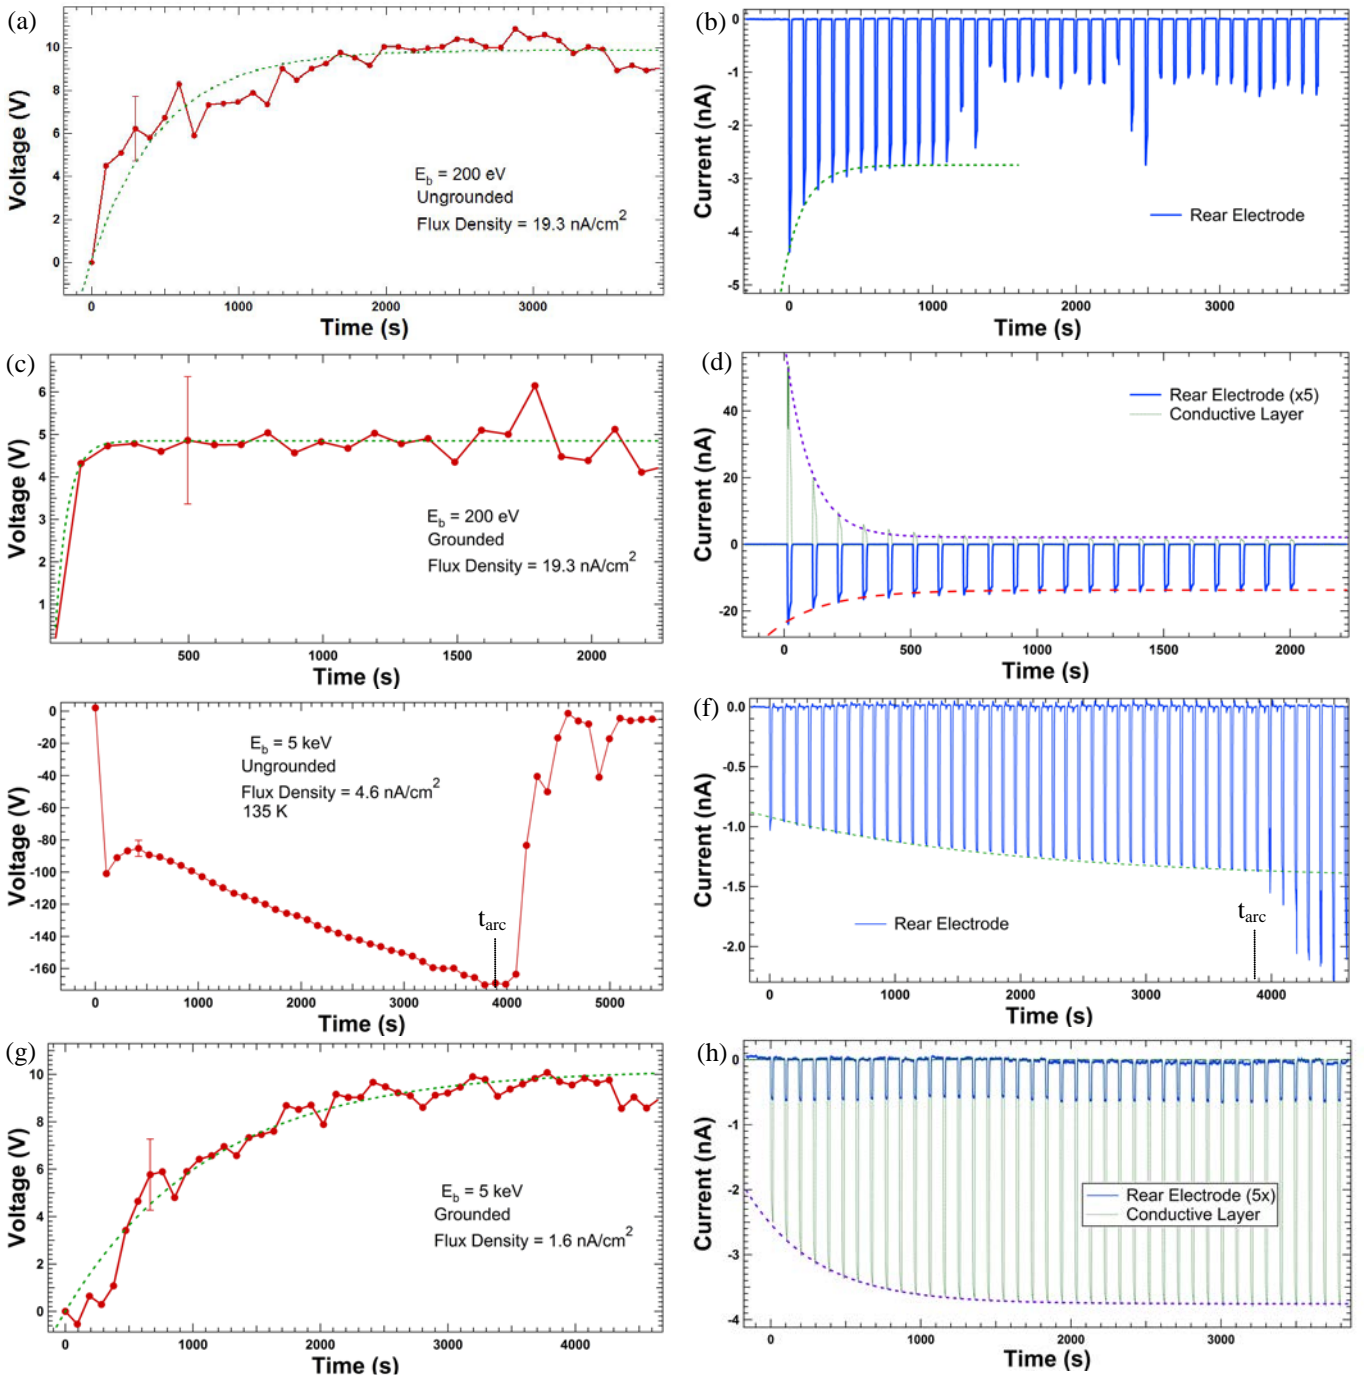 (a)
Voltage (V)
10
8
6
4
2
0
E_b = 200 eV
Ungrounded
Flux Density = 19.3 nA/cm^2
0 1000 2000 3000
Time (s)
(b)
Current (nA)
0
-1
-2
-3
-4
-5
Rear Electrode
0 1000 2000 3000
Time (s)
(c)
Voltage (V)
6
5
4
3
2
1
E_b = 200 eV
Grounded
Flux Density = 19.3 nA/cm^2
500 1000 1500 2000
Time (s)
(d)
Current (nA)
40
20
0
-20
Rear Electrode (x5)
Conductive Layer
0 500 1000 1500 2000
Time (s)
Voltage (V)
0
-20
-40
-60
-80
-100
-120
-140
-160
E_b = 5 keV
Ungrounded
Flux Density = 4.6 nA/cm^2
135 K
t_arc
0 1000 2000 3000 4000 5000
Time (s)
(f)
Current (nA)
0.0
-0.5
-1.0
-1.5
-2.0
Rear Electrode
t_arc
0 1000 2000 3000 4000
Time (s)
(g)
Voltage (V)
10
8
6
4
2
0
E_b = 5 keV
Grounded
Flux Density = 1.6 nA/cm^2
0 1000 2000 3000 4000
Time (s)
(h)
Current (nA)
0
-1
-2
-3
-4
Rear Electrode (5x)
Conductive Layer
0 1000 2000 3000
Time (s)